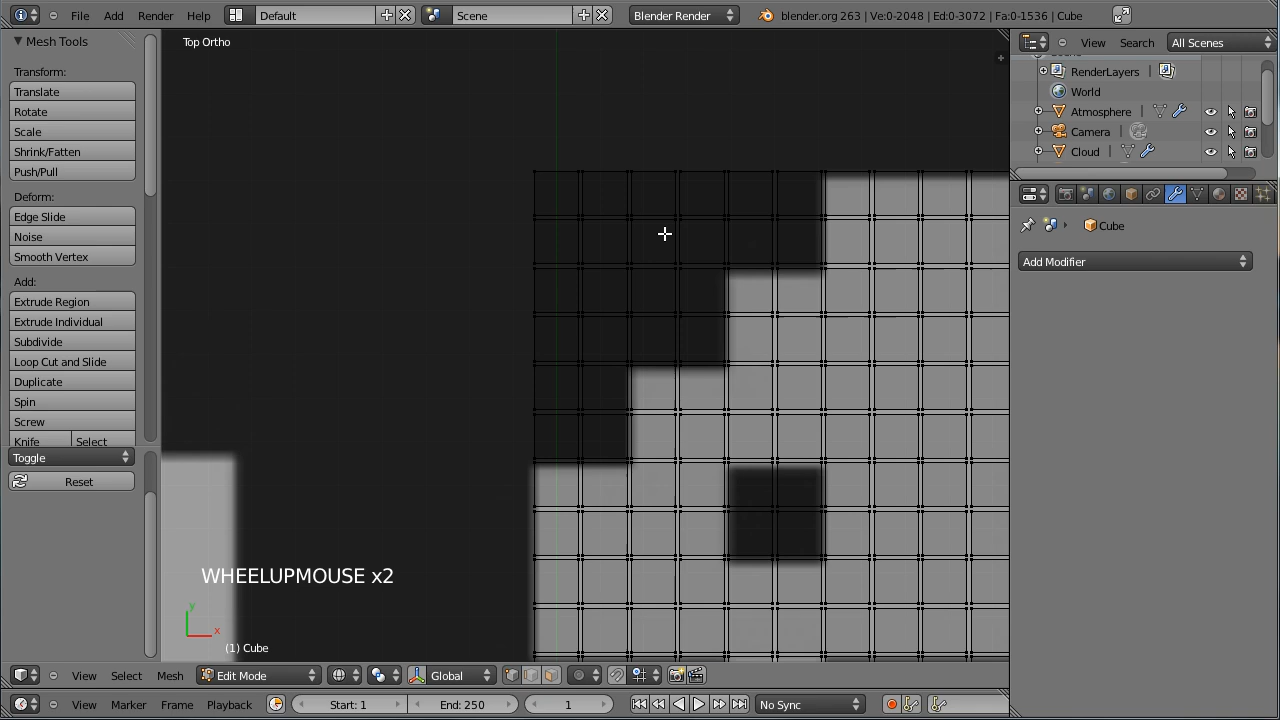 File Add Render Help Default Scene Blender Render blender.org 263 | Ve:0-2048 | Ed:0-3072 | Fa:0-1536 | Cube
Mesh Tools
Transform:
Translate
Rotate
Scale
Shrink/Fatten
Push/Pull
Deform:
Edge Slide
Noise
Smooth Vertex
Add:
Extrude Region
Extrude Individual
Subdivide
Loop Cut and Slide
Duplicate
Spin
Screw
Knife Select
Toggle
Reset
Top Ortho
WHEELUPMOUSE x2
y
x
(1) Cube
View Search All Scenes
RenderLayers |
World
Atmosphere |
Camera |
Cloud |
Cube
Add Modifier
View Select Mesh Edit Mode Global
View Marker Frame Playback Start: 1 End: 250 1 No Sync